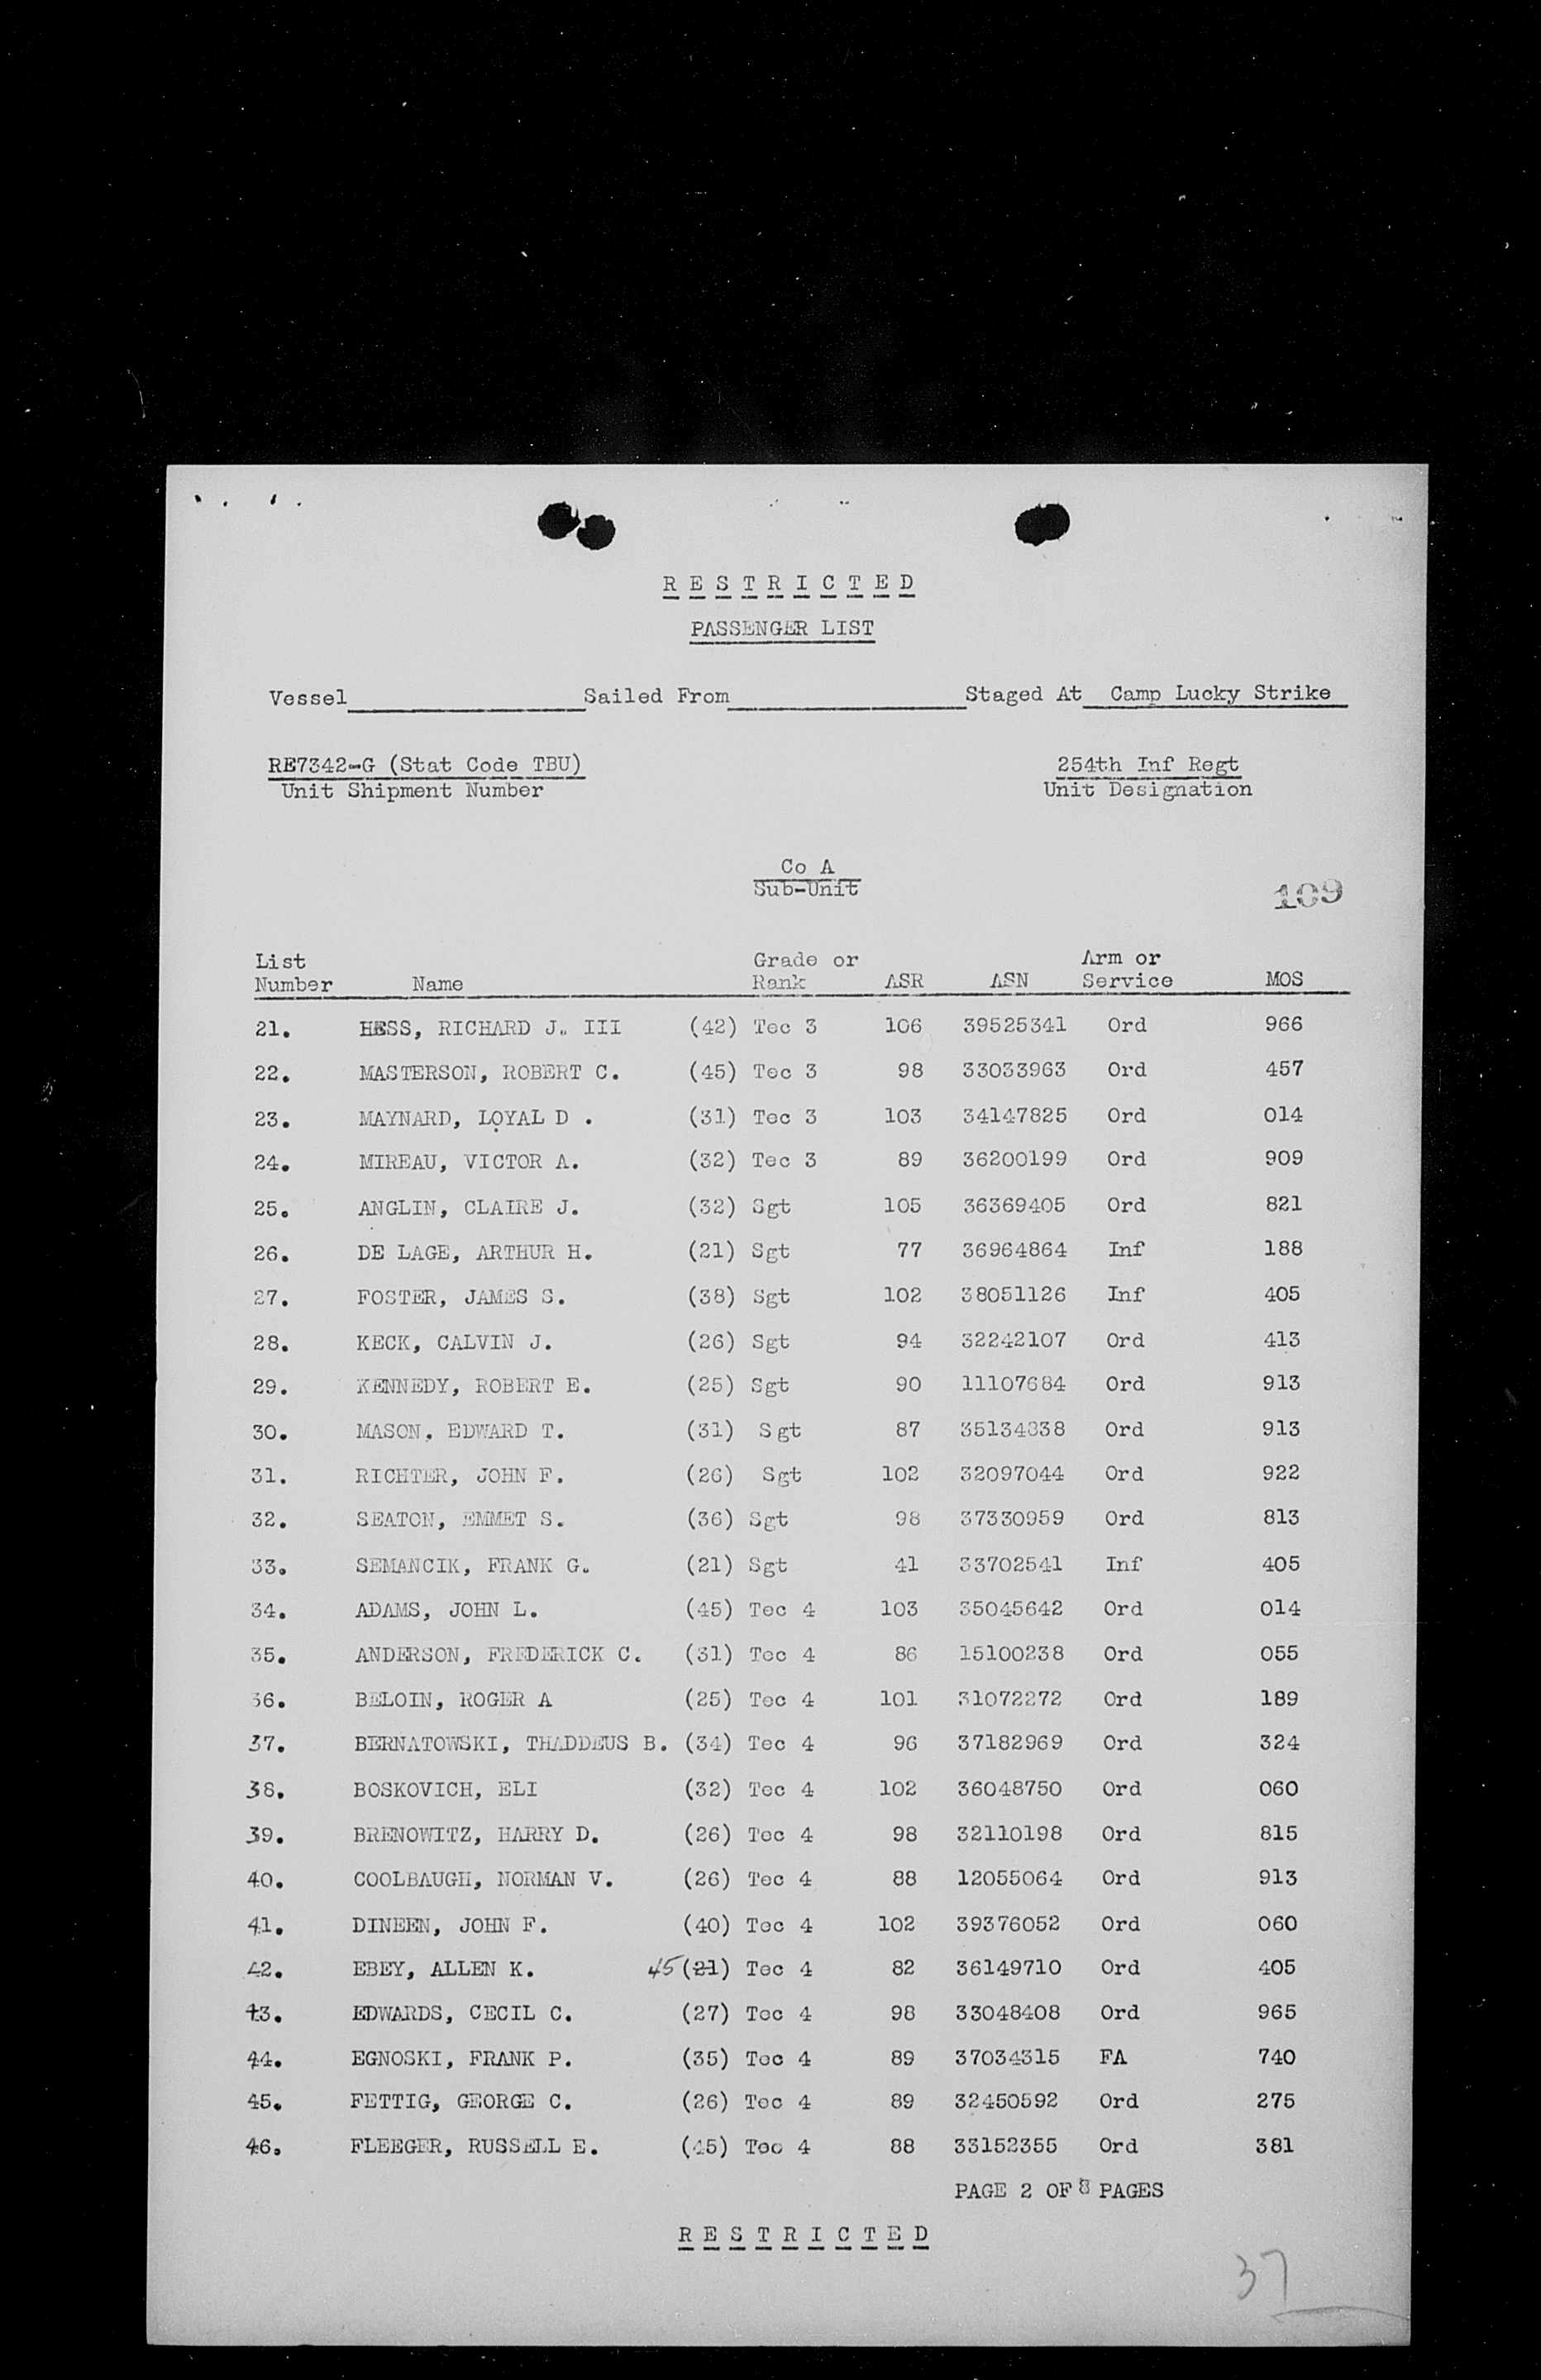 RESTRICTED
PASSENGER LIST
Vessel Sailed From Staged At Camp Lucky Strike
RE7342-G (Stat Code TBU) 254th Inf Regt
Unit Shipment Number Unit Designation
Co A
Sub-Unit
109
List Grade or Arm or
Number Name Rank ASR ASN Service MOS
21. HESS, RICHARD J. III (42) Tec 3 106 39525341 Ord 966
22. MASTERSON, ROBERT C. (45) Tec 3 98 33033963 Ord 457
23. MAYNARD, LOYAL D . (31) Tec 3 103 34147825 Ord 014
24. MIREAU, VICTOR A. (32) Tec 3 89 36200199 Ord 909
25. ANGLIN, CLAIRE J. (32) Sgt 105 36369405 Ord 821
26. DE LAGE, ARTHUR H. (21) Sgt 77 36964864 Inf 188
27. FOSTER, JAMES S. (38) Sgt 102 38051126 Inf 405
28. KECK, CALVIN J. (26) Sgt 94 32242107 Ord 413
29. KENNEDY, ROBERT E. (25) Sgt 90 11107684 Ord 913
30. MASON, EDWARD T. (31) Sgt 87 Ord 913
31. RICHTER, JOHN F. (26) Sgt 102 32097044 Ord 922
32. SEATON, EMMET S. (36) Sgt 98 37330959 Ord 813
33. SEMANCIK, FRANK G. (21) Sgt 41 33702541 Inf 405
34. ADAMS, JOHN L. (45) Tec 4 103 35045642 Ord 014
35. ANDERSON, FREDERICK C. (31) Tec 4 86 15100238 Ord 055
36. BELOIN, ROGER A (25) Tec 4 101 31072272 Ord 189
37. BERNATOWSKI, THADDEUS B. (34) Tec 4 96 37182969 Ord 324
38. BOSKOVICH, ELI (32) Tec 4 102 36048750 Ord 060
39. BRENOWITZ, HARRY D. (26) Tec 4 98 32110198 Ord 815
40. COOLBAUGH, NORMAN V. (26) Tec 4 88 12055064 Ord 913
41. DINEEN, JOHN F. (40) Tec 4 102 39376052 Ord 060
42. EBEY, ALLEN K. 45 (21) Tec 4 82 36149710 Ord 405
43. EDWARDS, CECIL C. (27) Tec 4 98 33048408 Ord 965
44. EGNOSKI, FRANK P. (35) Tec 4 89 37034315 FA 740
45. FETTIG, GEORGE C. (26) Tec 4 89 32450592 Ord 275
46. FLEEGER, RUSSELL E. (45) Tec 4 88 33152355 Ord 381
PAGE 2 OF 8 PAGES
RESTRICTED
37